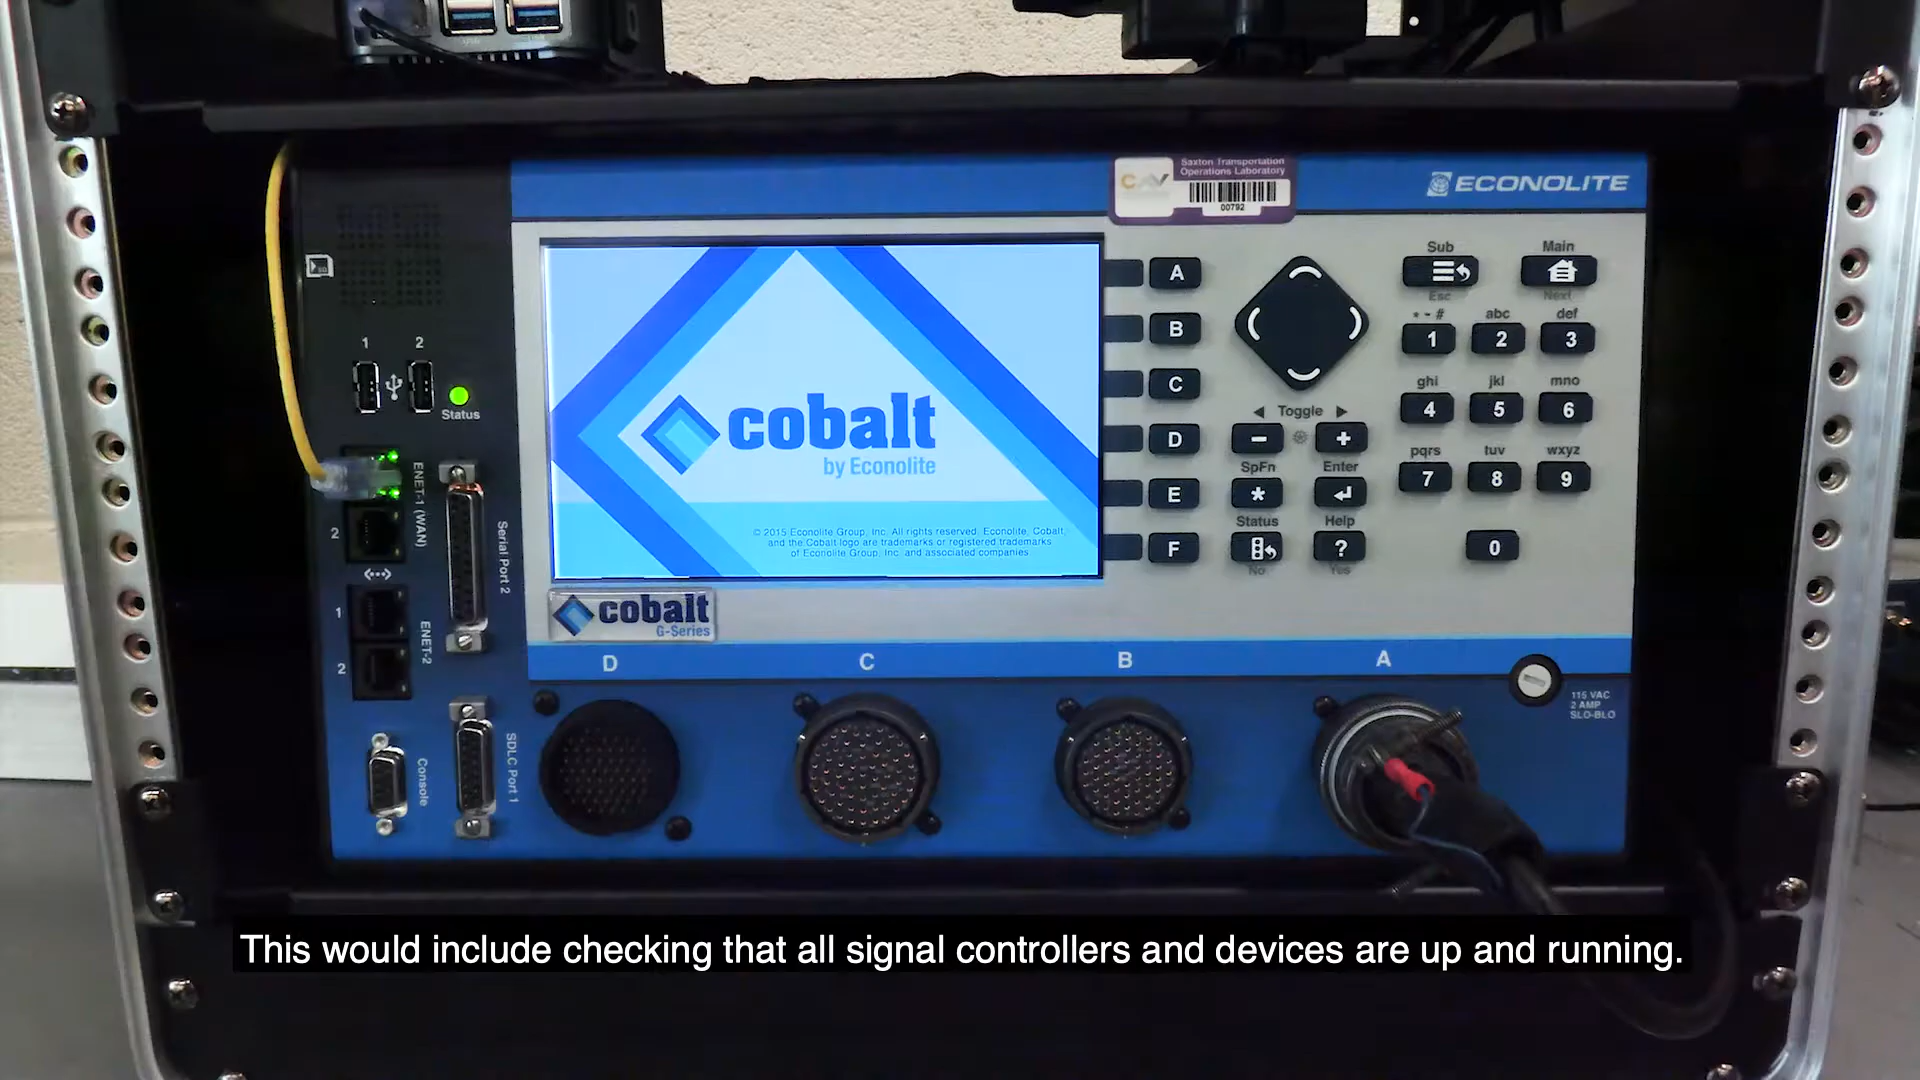 Saxton Transportation
Operations Laboratory
CAV
00792
ECONOLITE
cobalt
by Econolite
© 2015 Econolite Group, Inc. All rights reserved. Econolite, Cobalt,
and the Cobalt logo are trademarks or registered trademarks
of Econolite Group, Inc. and associated companies.
cobalt
G-Series
A
B
C
D
E
F
Sub
Esc
Main
Next
* ~ #
1
abc
2
def
3
ghi
4
jkl
5
mno
6
pqrs
7
tuv
8
wxyz
9
0
Toggle
-
+
SpFn
*
Enter
Status
No
Help
?
Yes
1
2
Status
ENET-1 (WAN)
2
1
ENET-2
2
Serial Port 2
Console
SDLC Port 1
D
C
B
A
115 VAC
2 AMP
SLO-BLO
This would include checking that all signal controllers and devices are up and running.